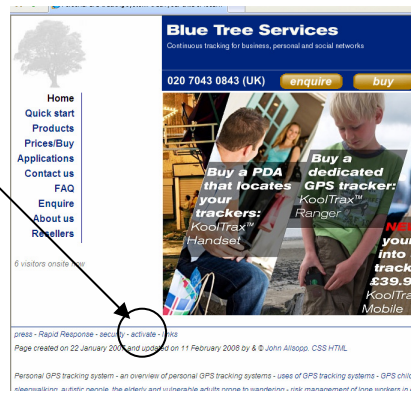 Blue Tree Services
Continuous tracking for business, personal and social networks
020 7043 0843 (UK)
enquire
buy
Home
Quick start
Products
Prices/Buy
Applications
Contact us
FAQ
Enquire
About us
Resellers
6 visitors onsite now
Buy a PDA
that locates
your
trackers:
KoolTrax™
Handset
Buy a
dedicated
GPS tracker:
KoolTrax™
Ranger
NE
you
into
track
£39.9
KoolTra
Mobile
press - Rapid Response - security - activate - links
Page created on 22 January 2007 and updated on 11 February 2008 by & © John Allsopp. CSS HTML.
Personal GPS tracking system - an overview of personal GPS tracking systems - uses of GPS tracking systems - GPS child
sleepwalking, autistic people, the elderly and vulnerable adults prone to wandering - risk management of lone workers in